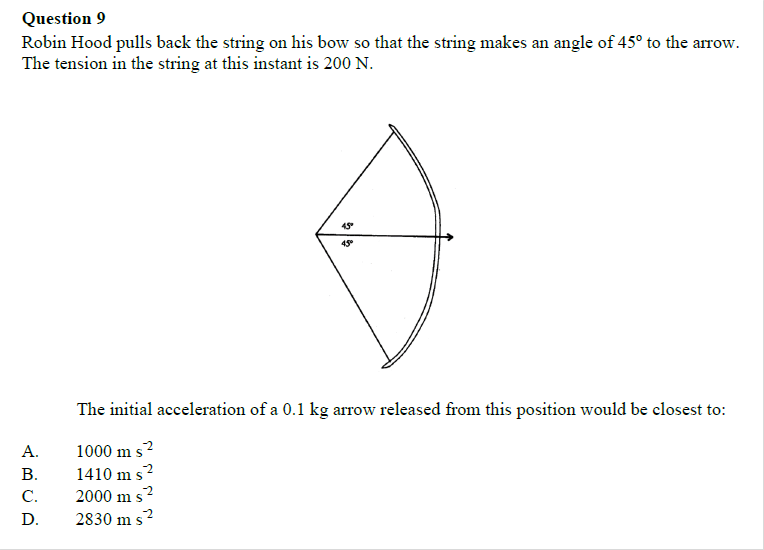 Question 9
Robin Hood pulls back the string on his bow so that the string makes an angle of 45° to the arrow.
The tension in the string at this instant is 200 N.
45°
45°
The initial acceleration of a 0.1 kg arrow released from this position would be closest to:
A. 1000 m s⁻²
B. 1410 m s⁻²
C. 2000 m s⁻²
D. 2830 m s⁻²